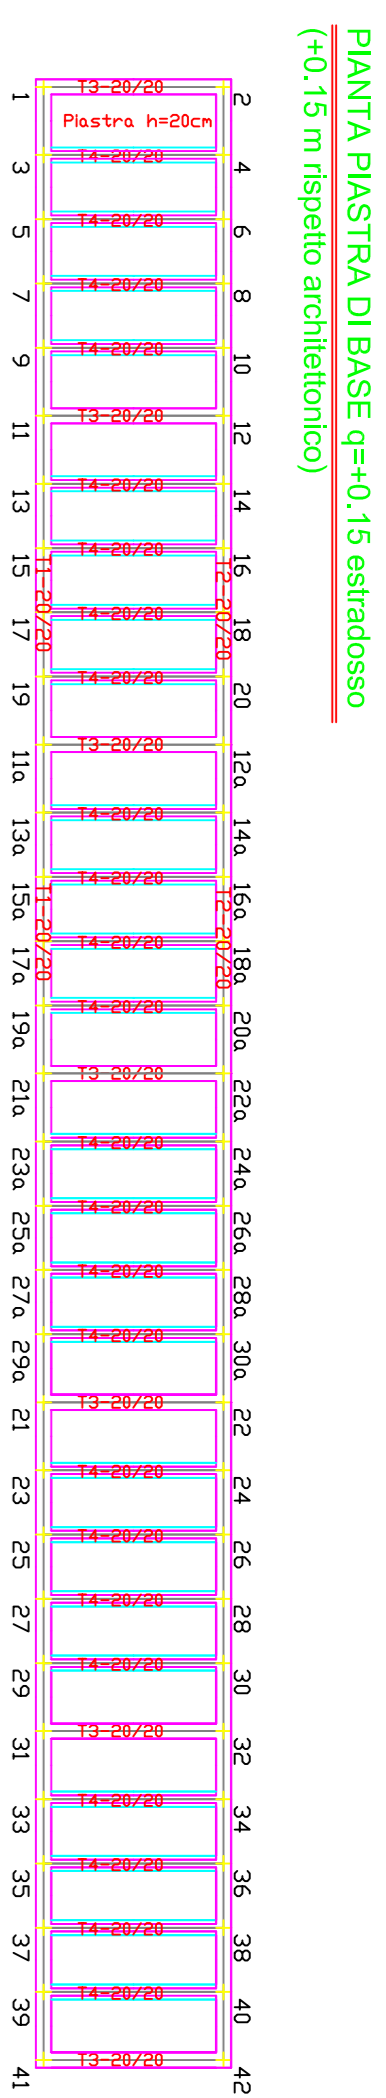 PIANTA PIASTRA DI BASE q=+0.15 estradosso
(+0.15 m rispetto architettonico)
T3-20/20
1
2
Piastra h=20cm
T4-20/20
3
4
T4-20/20
5
6
T4-20/20
7
8
T4-20/20
9
10
T3-20/20
11
12
T4-20/20
13
14
T4-20/20
15
16
T1-20/20
T2-20/20
T4-20/20
17
18
T4-20/20
19
20
T3-20/20
11a
12a
T4-20/20
13a
14a
T4-20/20
15a
16a
T1-20/20
T2-20/20
T4-20/20
17a
18a
T4-20/20
19a
20a
T3-20/20
21a
22a
T4-20/20
23a
24a
T4-20/20
25a
26a
T4-20/20
27a
28a
T4-20/20
29a
30a
T3-20/20
21
22
T4-20/20
23
24
T4-20/20
25
26
T4-20/20
27
28
T4-20/20
29
30
T3-20/20
31
32
T4-20/20
33
34
T4-20/20
35
36
T4-20/20
37
38
T4-20/20
39
40
T3-20/20
41
42